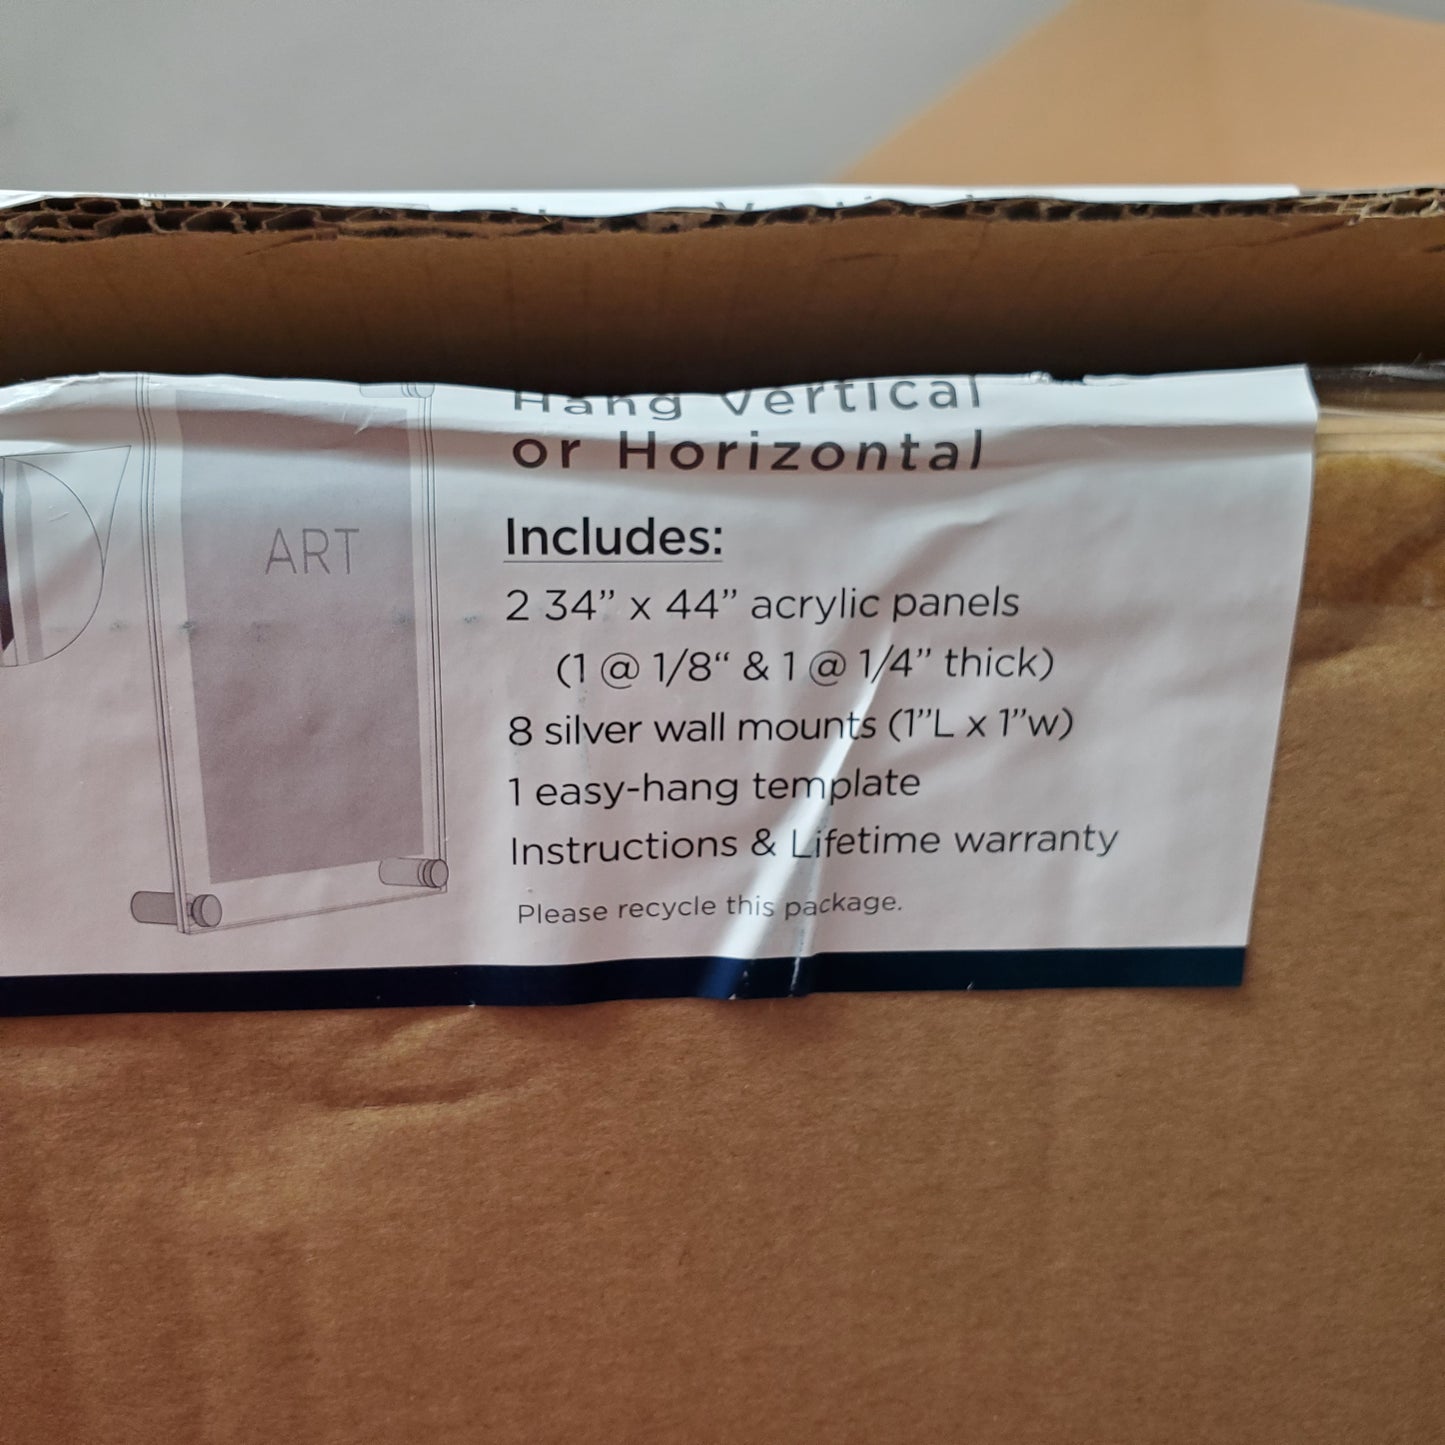 Hang Vertical
or Horizontal
ART
Includes:
2 34” x 44” acrylic panels
(1 @ 1/8“ & 1 @ 1/4” thick)
8 silver wall mounts (1”L x 1”w)
1 easy-hang template
Instructions & Lifetime warranty
Please recycle this package.